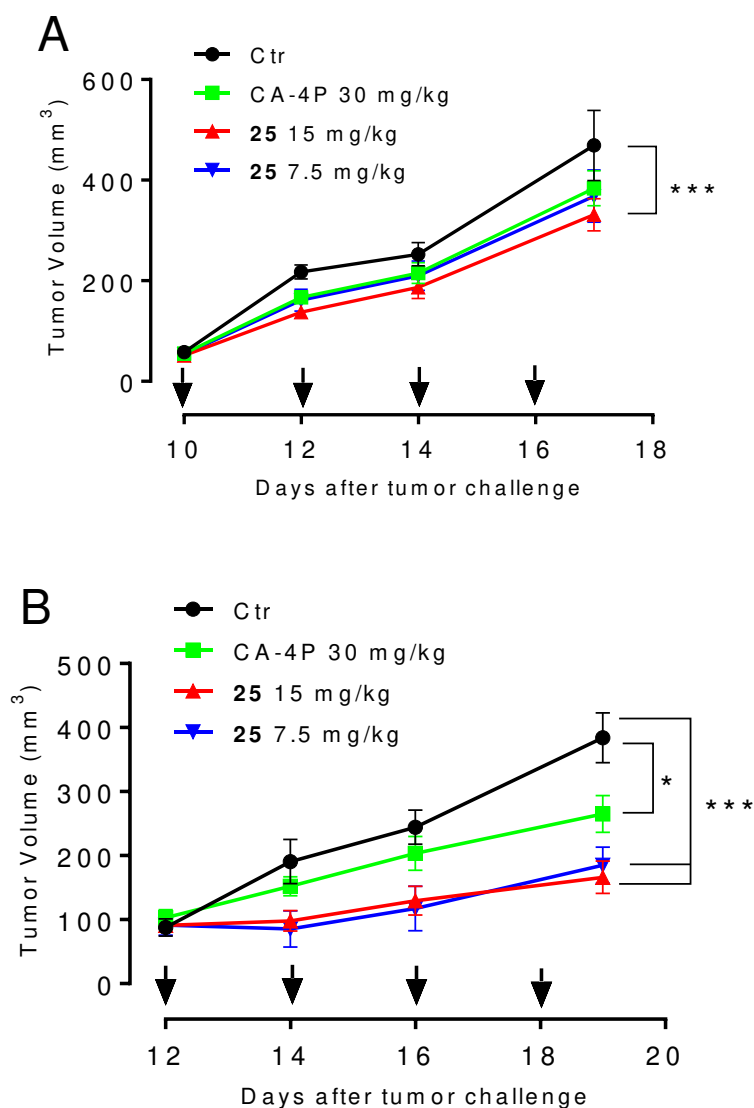 A
Ctr
CA-4P 30 mg/kg
25 15 mg/kg
25 7.5 mg/kg
Tumor Volume (mm³)
600
400
200
0
***
10 12 14 16 18
Days after tumor challenge
B
Ctr
CA-4P 30 mg/kg
25 15 mg/kg
25 7.5 mg/kg
Tumor Volume (mm³)
500
400
300
200
100
0
*
***
12 14 16 18 20
Days after tumor challenge